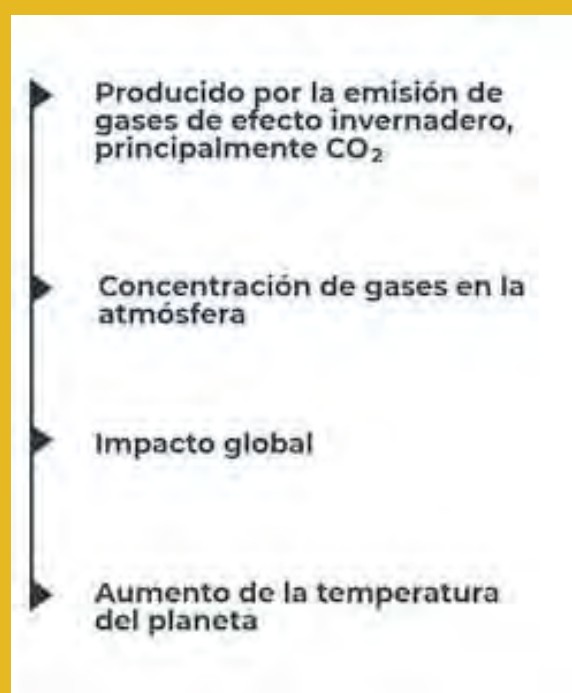 Producido por la emisión de
gases de efecto invernadero,
principalmente CO₂
Concentración de gases en la
atmósfera
Impacto global
Aumento de la temperatura
del planeta